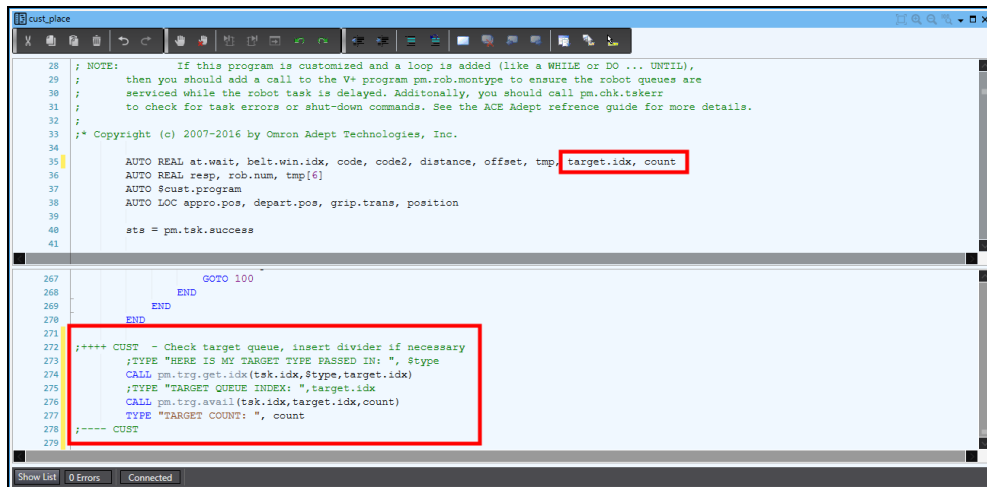 cust_place
28 ; NOTE: If this program is customized and a loop is added (like a WHILE or DO ... UNTIL),
29 ; then you should add a call to the V+ program pm.rob.montype to ensure the robot queues are
30 ; serviced while the robot task is delayed. Additonally, you should call pm.chk.tskerr
31 ; to check for task errors or shut-down commands. See the ACE Adept refrence guide for more details.
32 ;
33 ;* Copyright (c) 2007-2016 by Omron Adept Technologies, Inc.
34
35 AUTO REAL at.wait, belt.win.idx, code, code2, distance, offset, tmp, target.idx, count
36 AUTO REAL resp, rob.num, tmp[6]
37 AUTO $cust.program
38 AUTO LOC appro.pos, depart.pos, grip.trans, position
39
40 sts = pm.tsk.success
41
267 GOTO 100
268 END
269 END
270 END
271
272 ;++++ CUST - Check target queue, insert divider if necessary
273 ;TYPE "HERE IS MY TARGET TYPE PASSED IN: ", $type
274 CALL pm.trg.get.idx(tsk.idx,$type,target.idx)
275 ;TYPE "TARGET QUEUE INDEX: ",target.idx
276 CALL pm.trg.avail(tsk.idx,target.idx,count)
277 TYPE "TARGET COUNT: ", count
278 ;---- CUST
279
Show List 0 Errors Connected